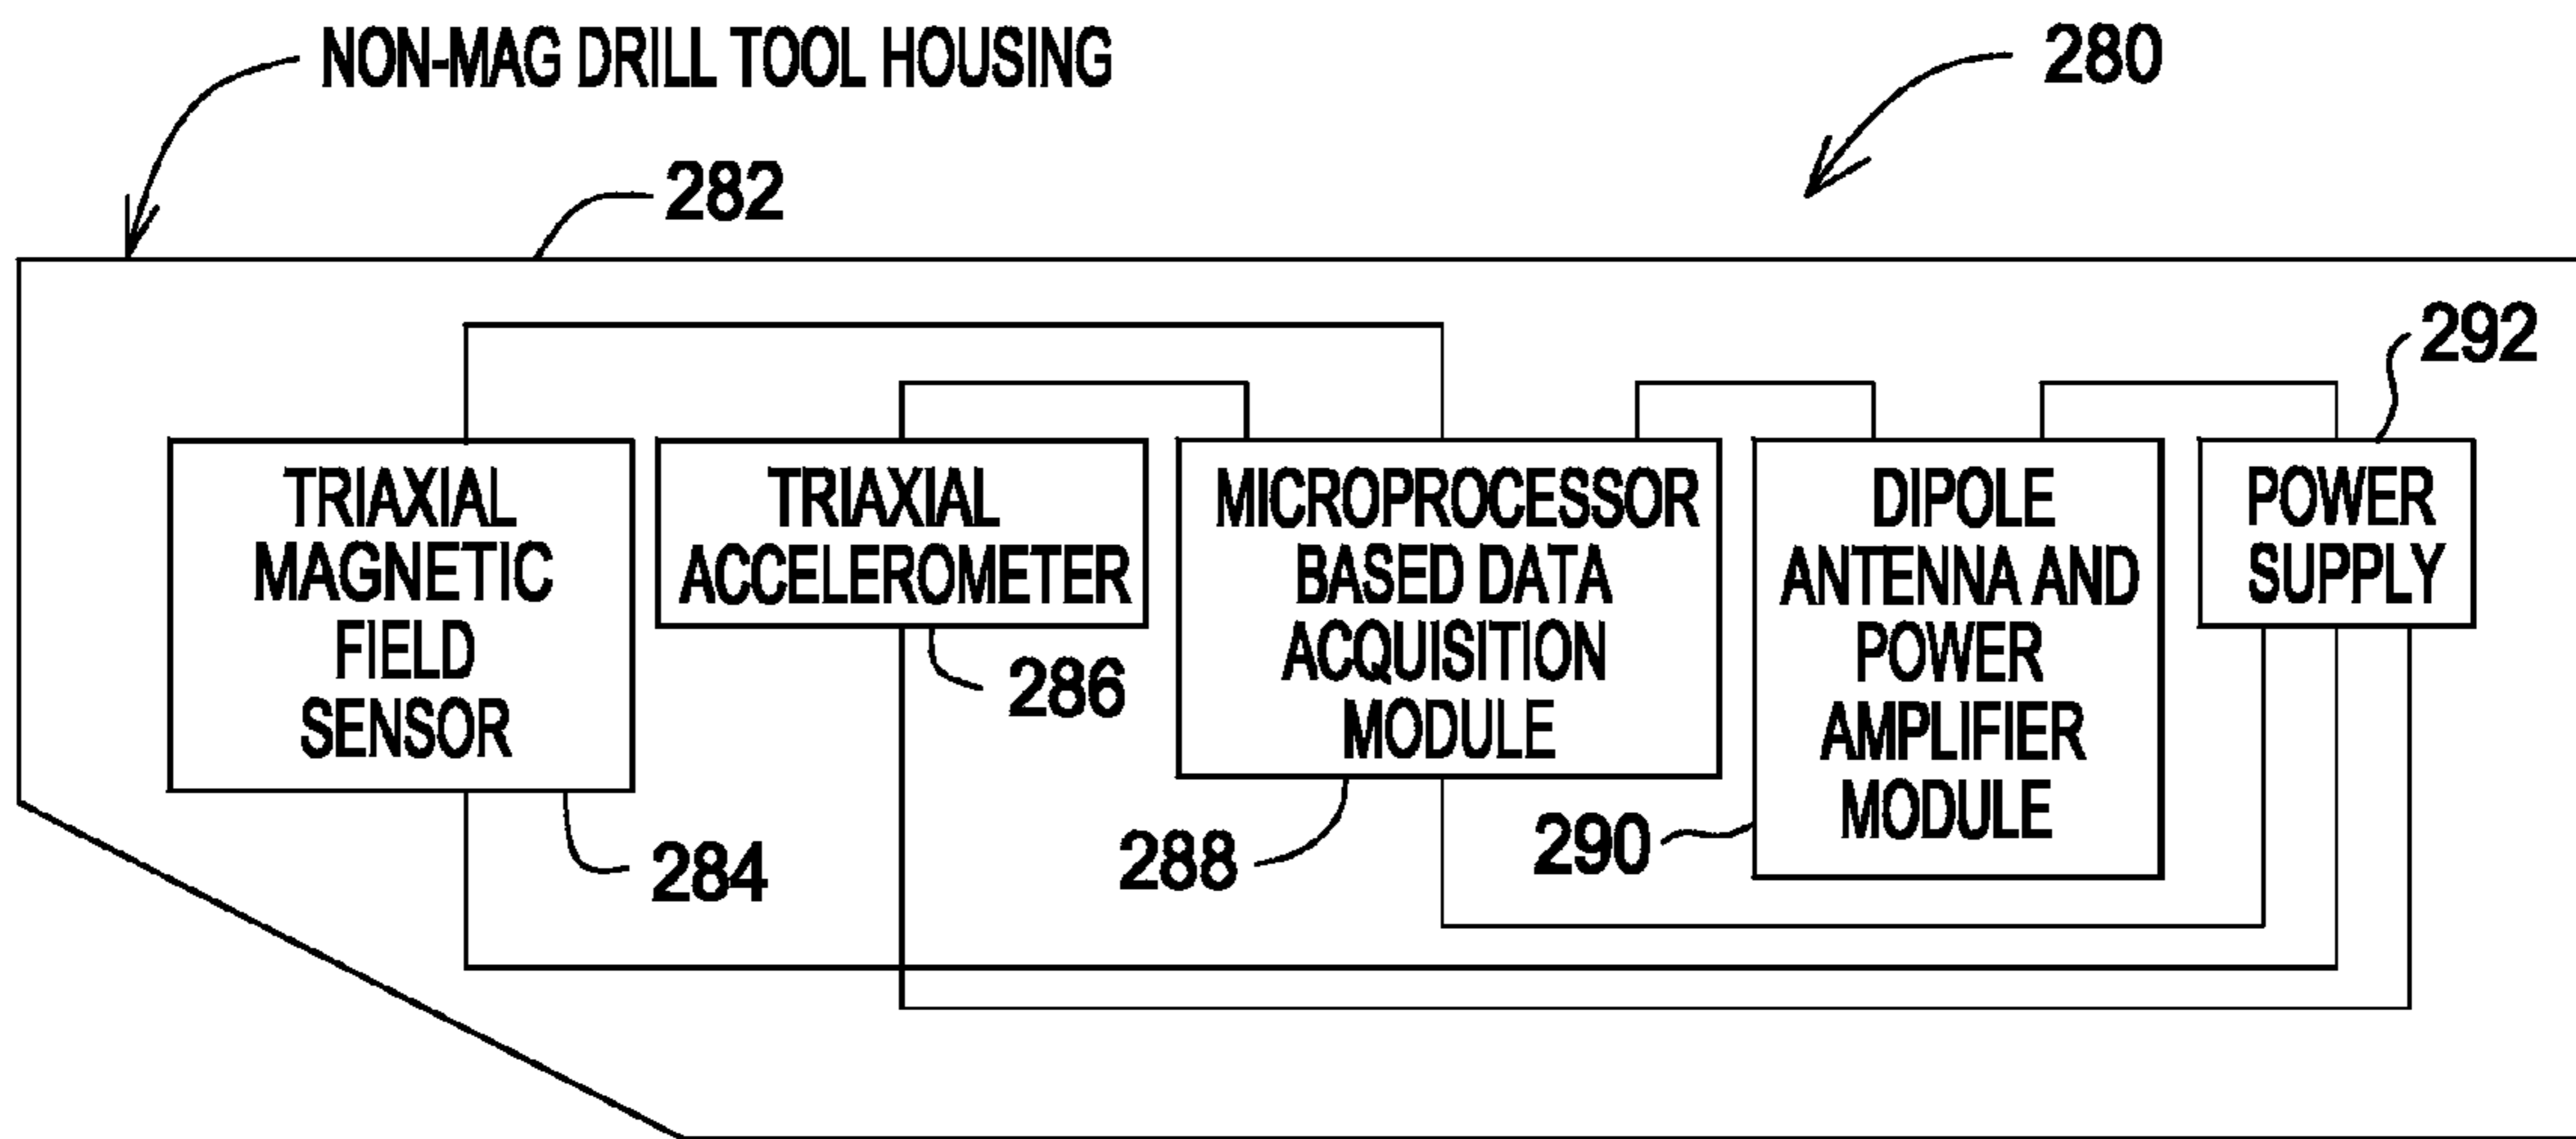 NON-MAG DRILL TOOL HOUSING
280
282
292
TRIAXIAL
MAGNETIC
FIELD
SENSOR
284
TRIAXIAL
ACCELEROMETER
286
MICROPROCESSOR
BASED DATA
ACQUISITION
MODULE
288
DIPOLE
ANTENNA AND
POWER
AMPLIFIER
MODULE
290
POWER
SUPPLY